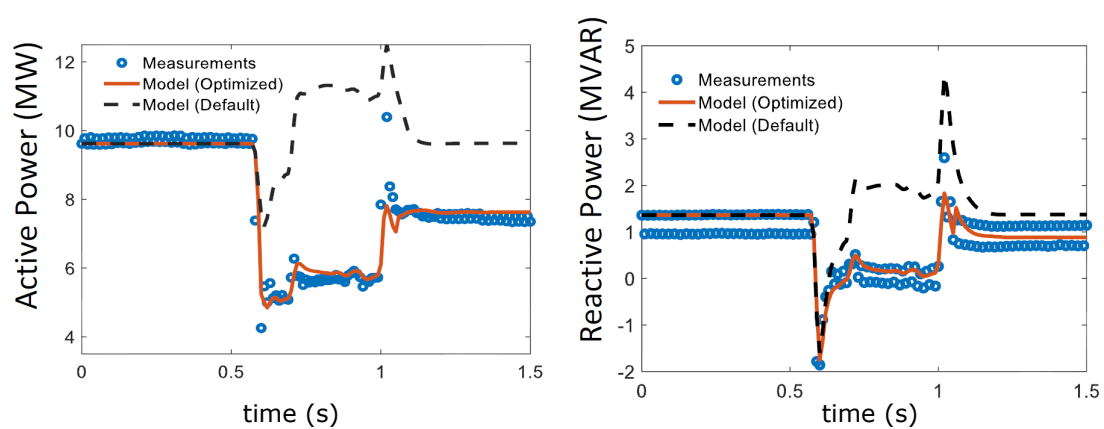 Active Power (MW)
12
10
8
6
4
0
0.5
1
1.5
time (s)
Measurements
Model (Optimized)
Model (Default)
Reactive Power (MVAR)
5
4
3
2
1
0
-1
-2
0
0.5
1
1.5
time (s)
Measurements
Model (Optimized)
Model (Default)